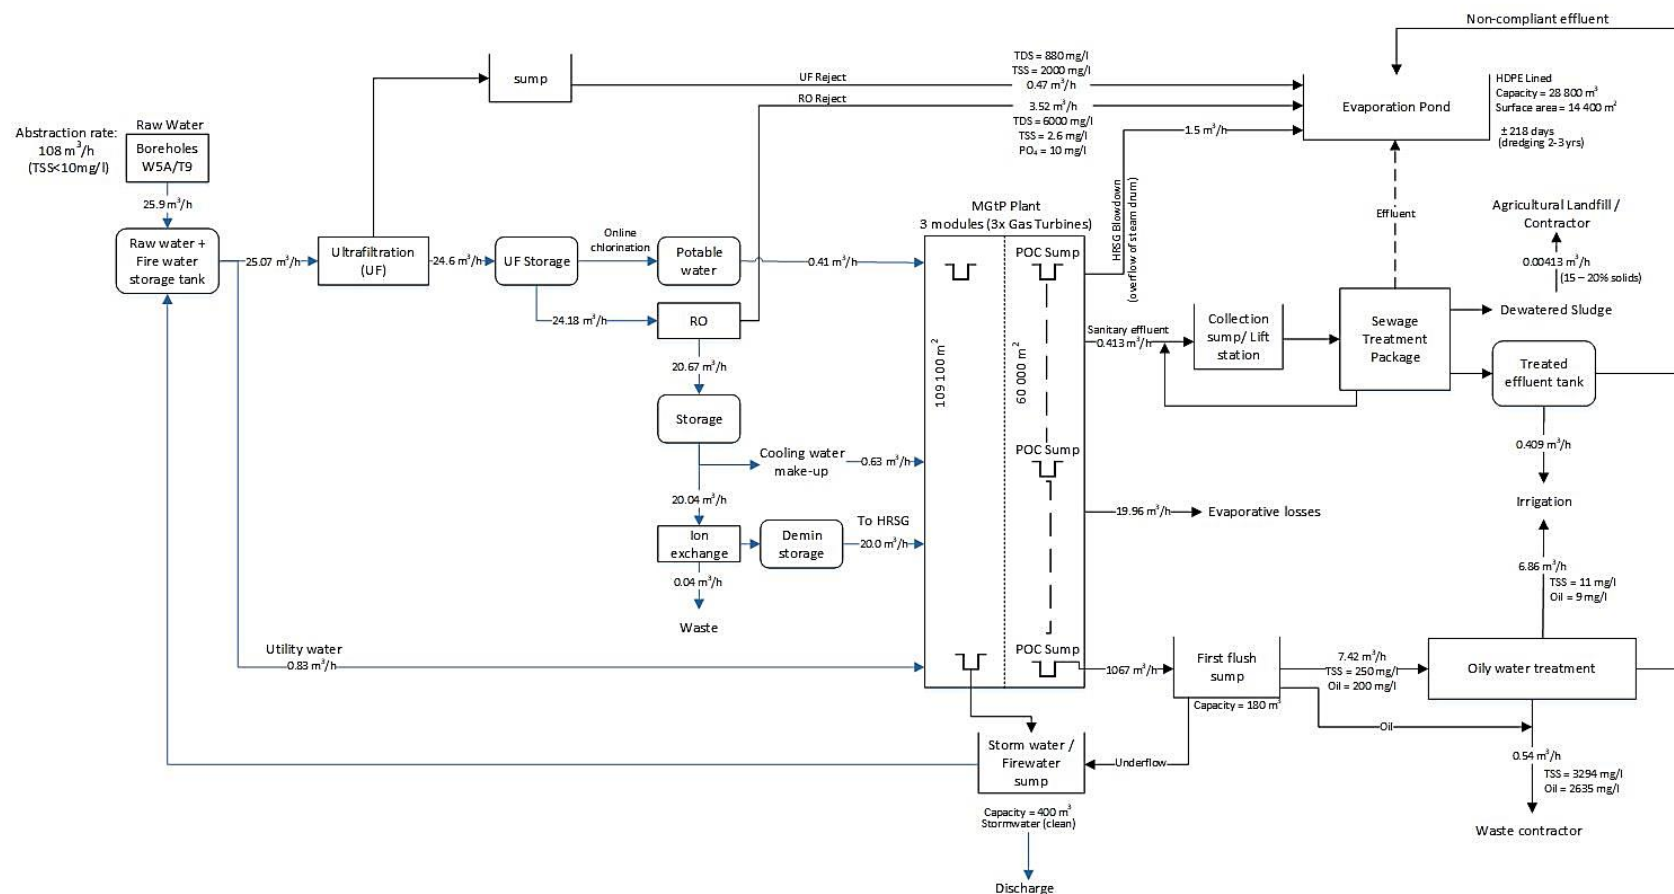 Non-compliant effluent
TDS = 880 mg/l
TSS = 2000 mg/l
0.47 m³/h
UF Reject
sump
RO Reject
3.52 m³/h
TDS = 6000 mg/l
TSS = 2.6 mg/l
PO₄ = 10 mg/l
1.5 m³/h
Evaporation Pond
HDPE Lined
Capacity = 28 800 m³
Surface area = 14 400 m²
± 218 days
(dredging 2-3 yrs)
Abstraction rate:
108 m³/h
(TSS<10mg/l)
Raw Water
Boreholes
W5A/T9
25.9 m³/h
Raw water +
Fire water
storage tank
25.07 m³/h
Ultrafiltration
(UF)
24.6 m³/h
UF Storage
Online
chlorination
Potable
water
0.41 m³/h
24.18 m³/h
RO
20.67 m³/h
Storage
Cooling water
make-up
0.63 m³/h
20.04 m³/h
Ion
exchange
Demin
storage
To HRSG
20.0 m³/h
0.04 m³/h
Waste
Utility water
0.83 m³/h
MGtP Plant
3 modules (3x Gas Turbines)
109 100 m²
60 000 m²
POC Sump
POC Sump
POC Sump
HRSG Blowdown
(overflow of steam drum)
Sanitary effluent
0.413 m³/h
Collection
sump/ Lift
station
Effluent
Sewage
Treatment
Package
Agricultural Landfill /
Contractor
0.00413 m³/h
(15 – 20% solids)
Dewatered Sludge
Treated
effluent tank
0.409 m³/h
Irrigation
19.96 m³/h
Evaporative losses
6.86 m³/h
TSS = 11 mg/l
Oil = 9 mg/l
1067 m³/h
First flush
sump
Capacity = 180 m³
7.42 m³/h
TSS = 250 mg/l
Oil = 200 mg/l
Oily water treatment
Oil
0.54 m³/h
TSS = 3294 mg/l
Oil = 2635 mg/l
Waste contractor
Underflow
Storm water /
Firewater
sump
Capacity = 400 m³
Stormwater (clean)
Discharge